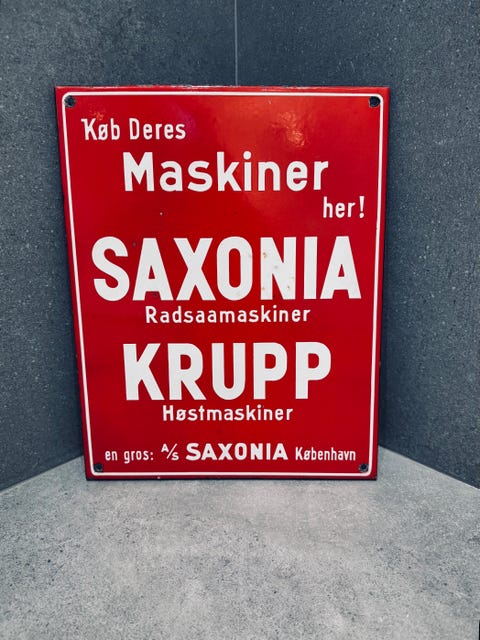 Køb Deres
Maskiner
her!
SAXONIA
Radsaamaskiner
KRUPP
Høstmaskiner
en gros: A/S SAXONIA København